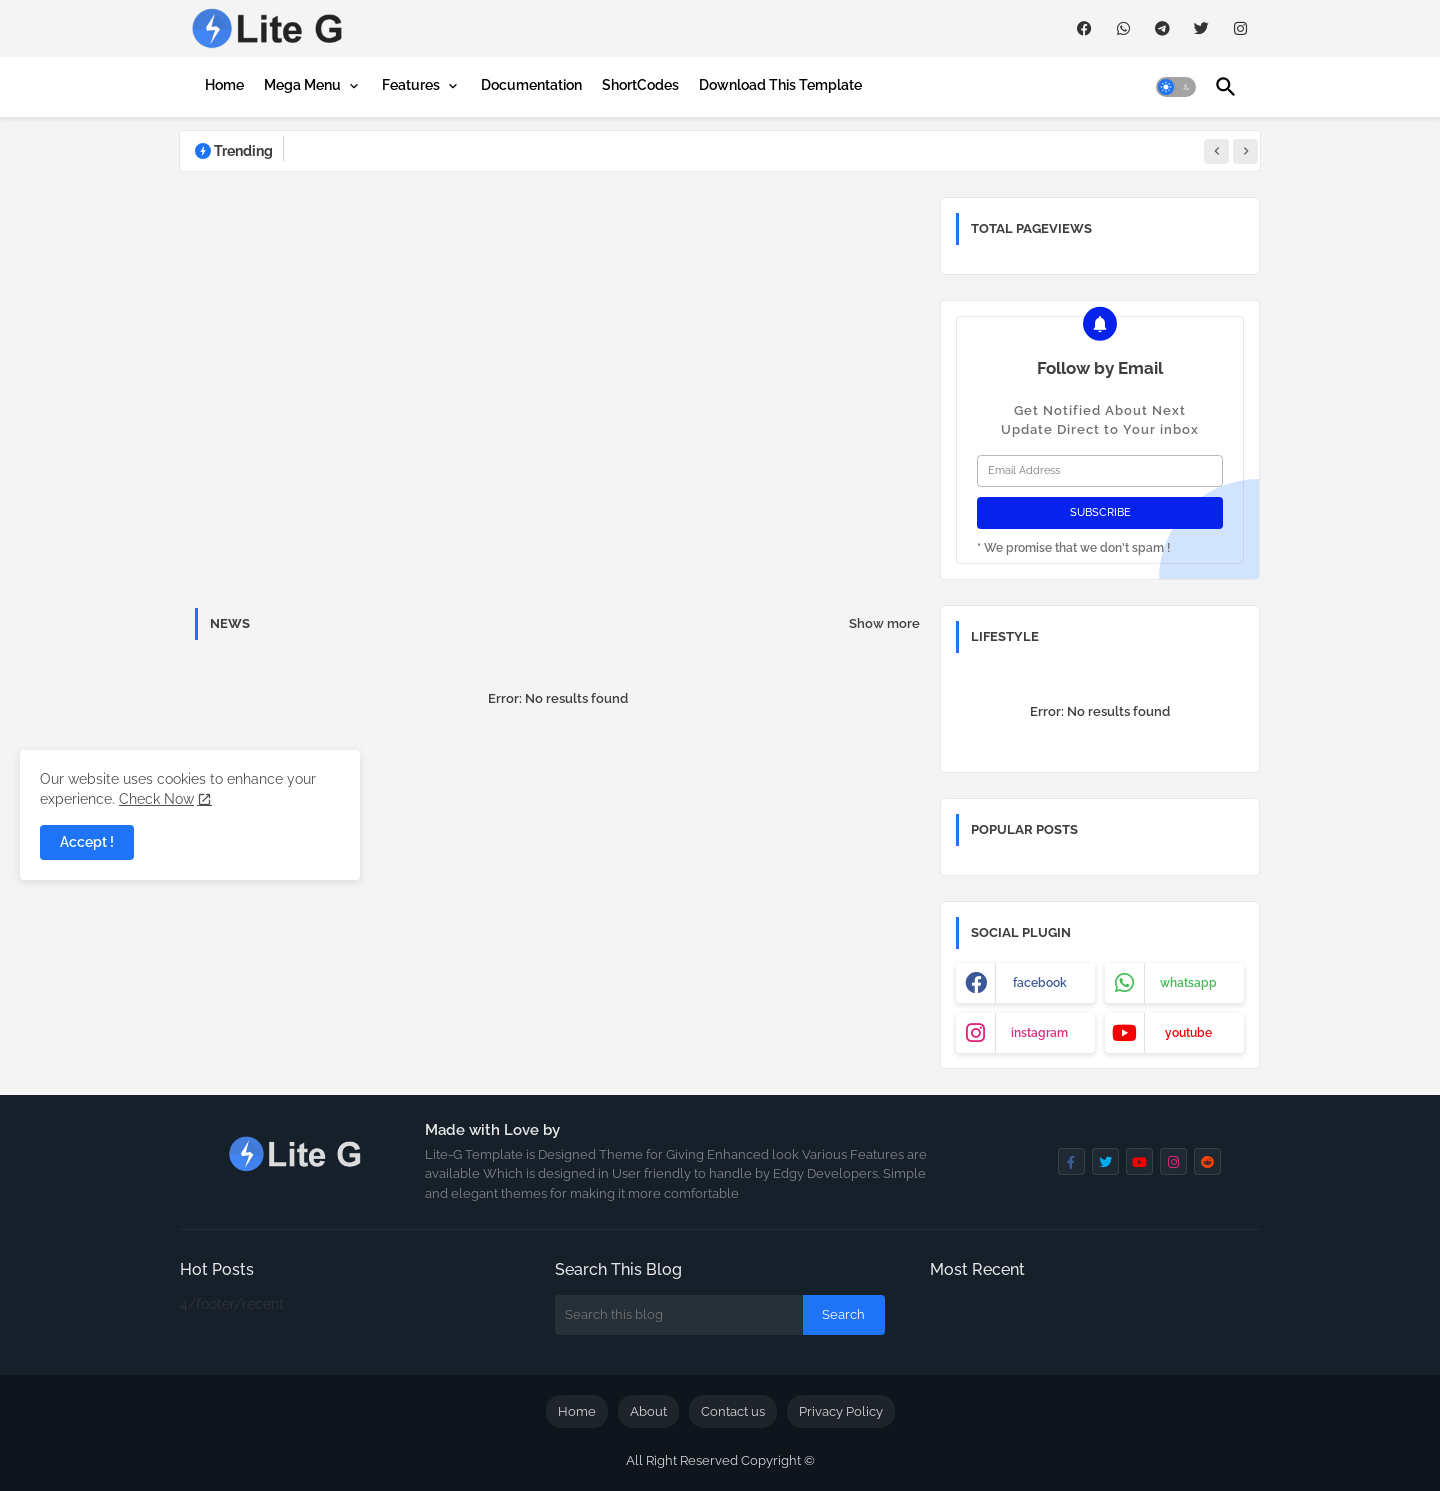 Lite G
Home
Mega Menu
Features
Documentation
ShortCodes
Download This Template
Trending
TOTAL PAGEVIEWS
Follow by Email
Get Notified About Next
Update Direct to Your inbox
Email Address
SUBSCRIBE
* We promise that we don't spam !
NEWS
Show more
Error: No results found
LIFESTYLE
Error: No results found
Our website uses cookies to enhance your
experience. Check Now
Accept !
POPULAR POSTS
SOCIAL PLUGIN
facebook
whatsapp
instagram
youtube
Lite G
Made with Love by
Lite-G Template is Designed Theme for Giving Enhanced look Various Features are
available Which is designed in User friendly to handle by Edgy Developers. Simple
and elegant themes for making it more comfortable
Hot Posts
4/footer/recent
Search This Blog
Search this blog
Search
Most Recent
Home
About
Contact us
Privacy Policy
All Right Reserved Copyright ©